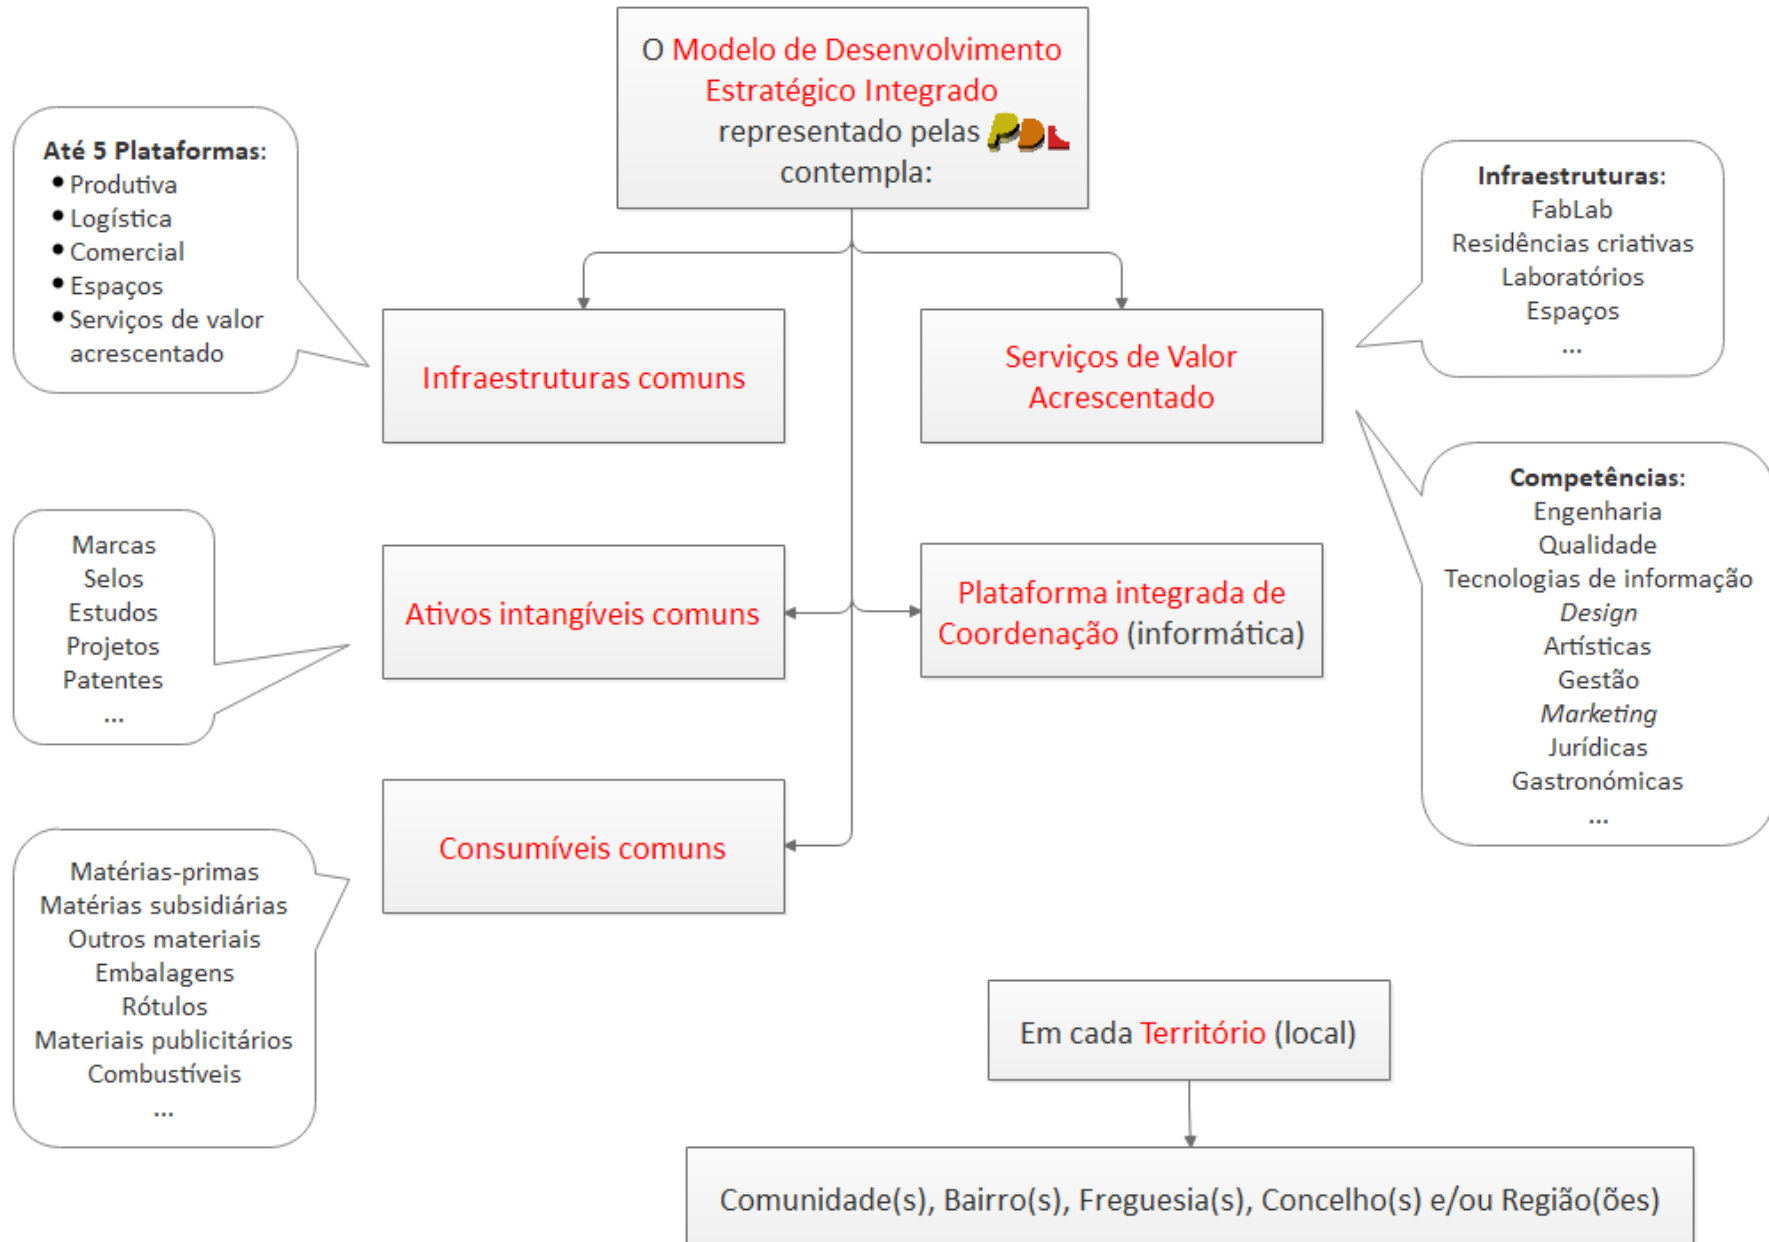 O Modelo de Desenvolvimento
Estratégico Integrado
representado pelas PDL
contempla:
Até 5 Plataformas:
• Produtiva
• Logística
• Comercial
• Espaços
• Serviços de valor
acrescentado
Infraestruturas comuns
Serviços de Valor
Acrescentado
Infraestruturas:
FabLab
Residências criativas
Laboratórios
Espaços
...
Marcas
Selos
Estudos
Projetos
Patentes
...
Ativos intangíveis comuns
Plataforma integrada de
Coordenação (informática)
Competências:
Engenharia
Qualidade
Tecnologias de informação
Design
Artísticas
Gestão
Marketing
Jurídicas
Gastronómicas
...
Consumíveis comuns
Matérias-primas
Matérias subsidiárias
Outros materiais
Embalagens
Rótulos
Materiais publicitários
Combustíveis
...
Em cada Território (local)
Comunidade(s), Bairro(s), Freguesia(s), Concelho(s) e/ou Região(ões)